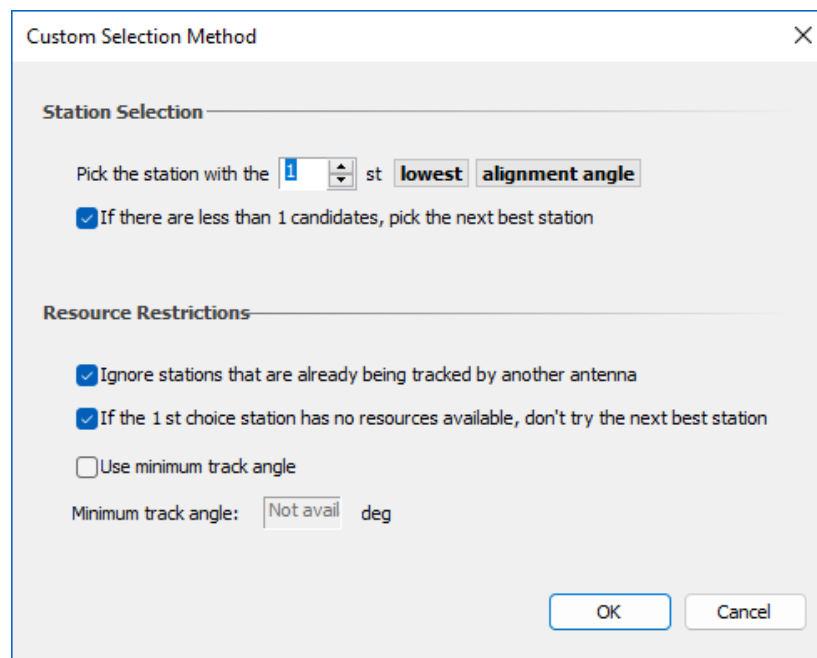 Custom Selection Method
Station Selection
Pick the station with the 1 st lowest alignment angle
If there are less than 1 candidates, pick the next best station
Resource Restrictions
Ignore stations that are already being tracked by another antenna
If the 1 st choice station has no resources available, don't try the next best station
Use minimum track angle
Minimum track angle: Not avail deg
OK Cancel